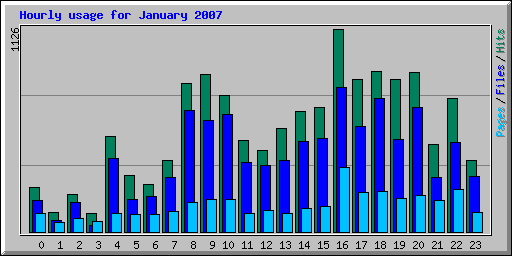 Hourly usage for January 2007
1126
Pages/Files/Hits
0 1 2 3 4 5 6 7 8 9 10 11 12 13 14 15 16 17 18 19 20 21 22 23